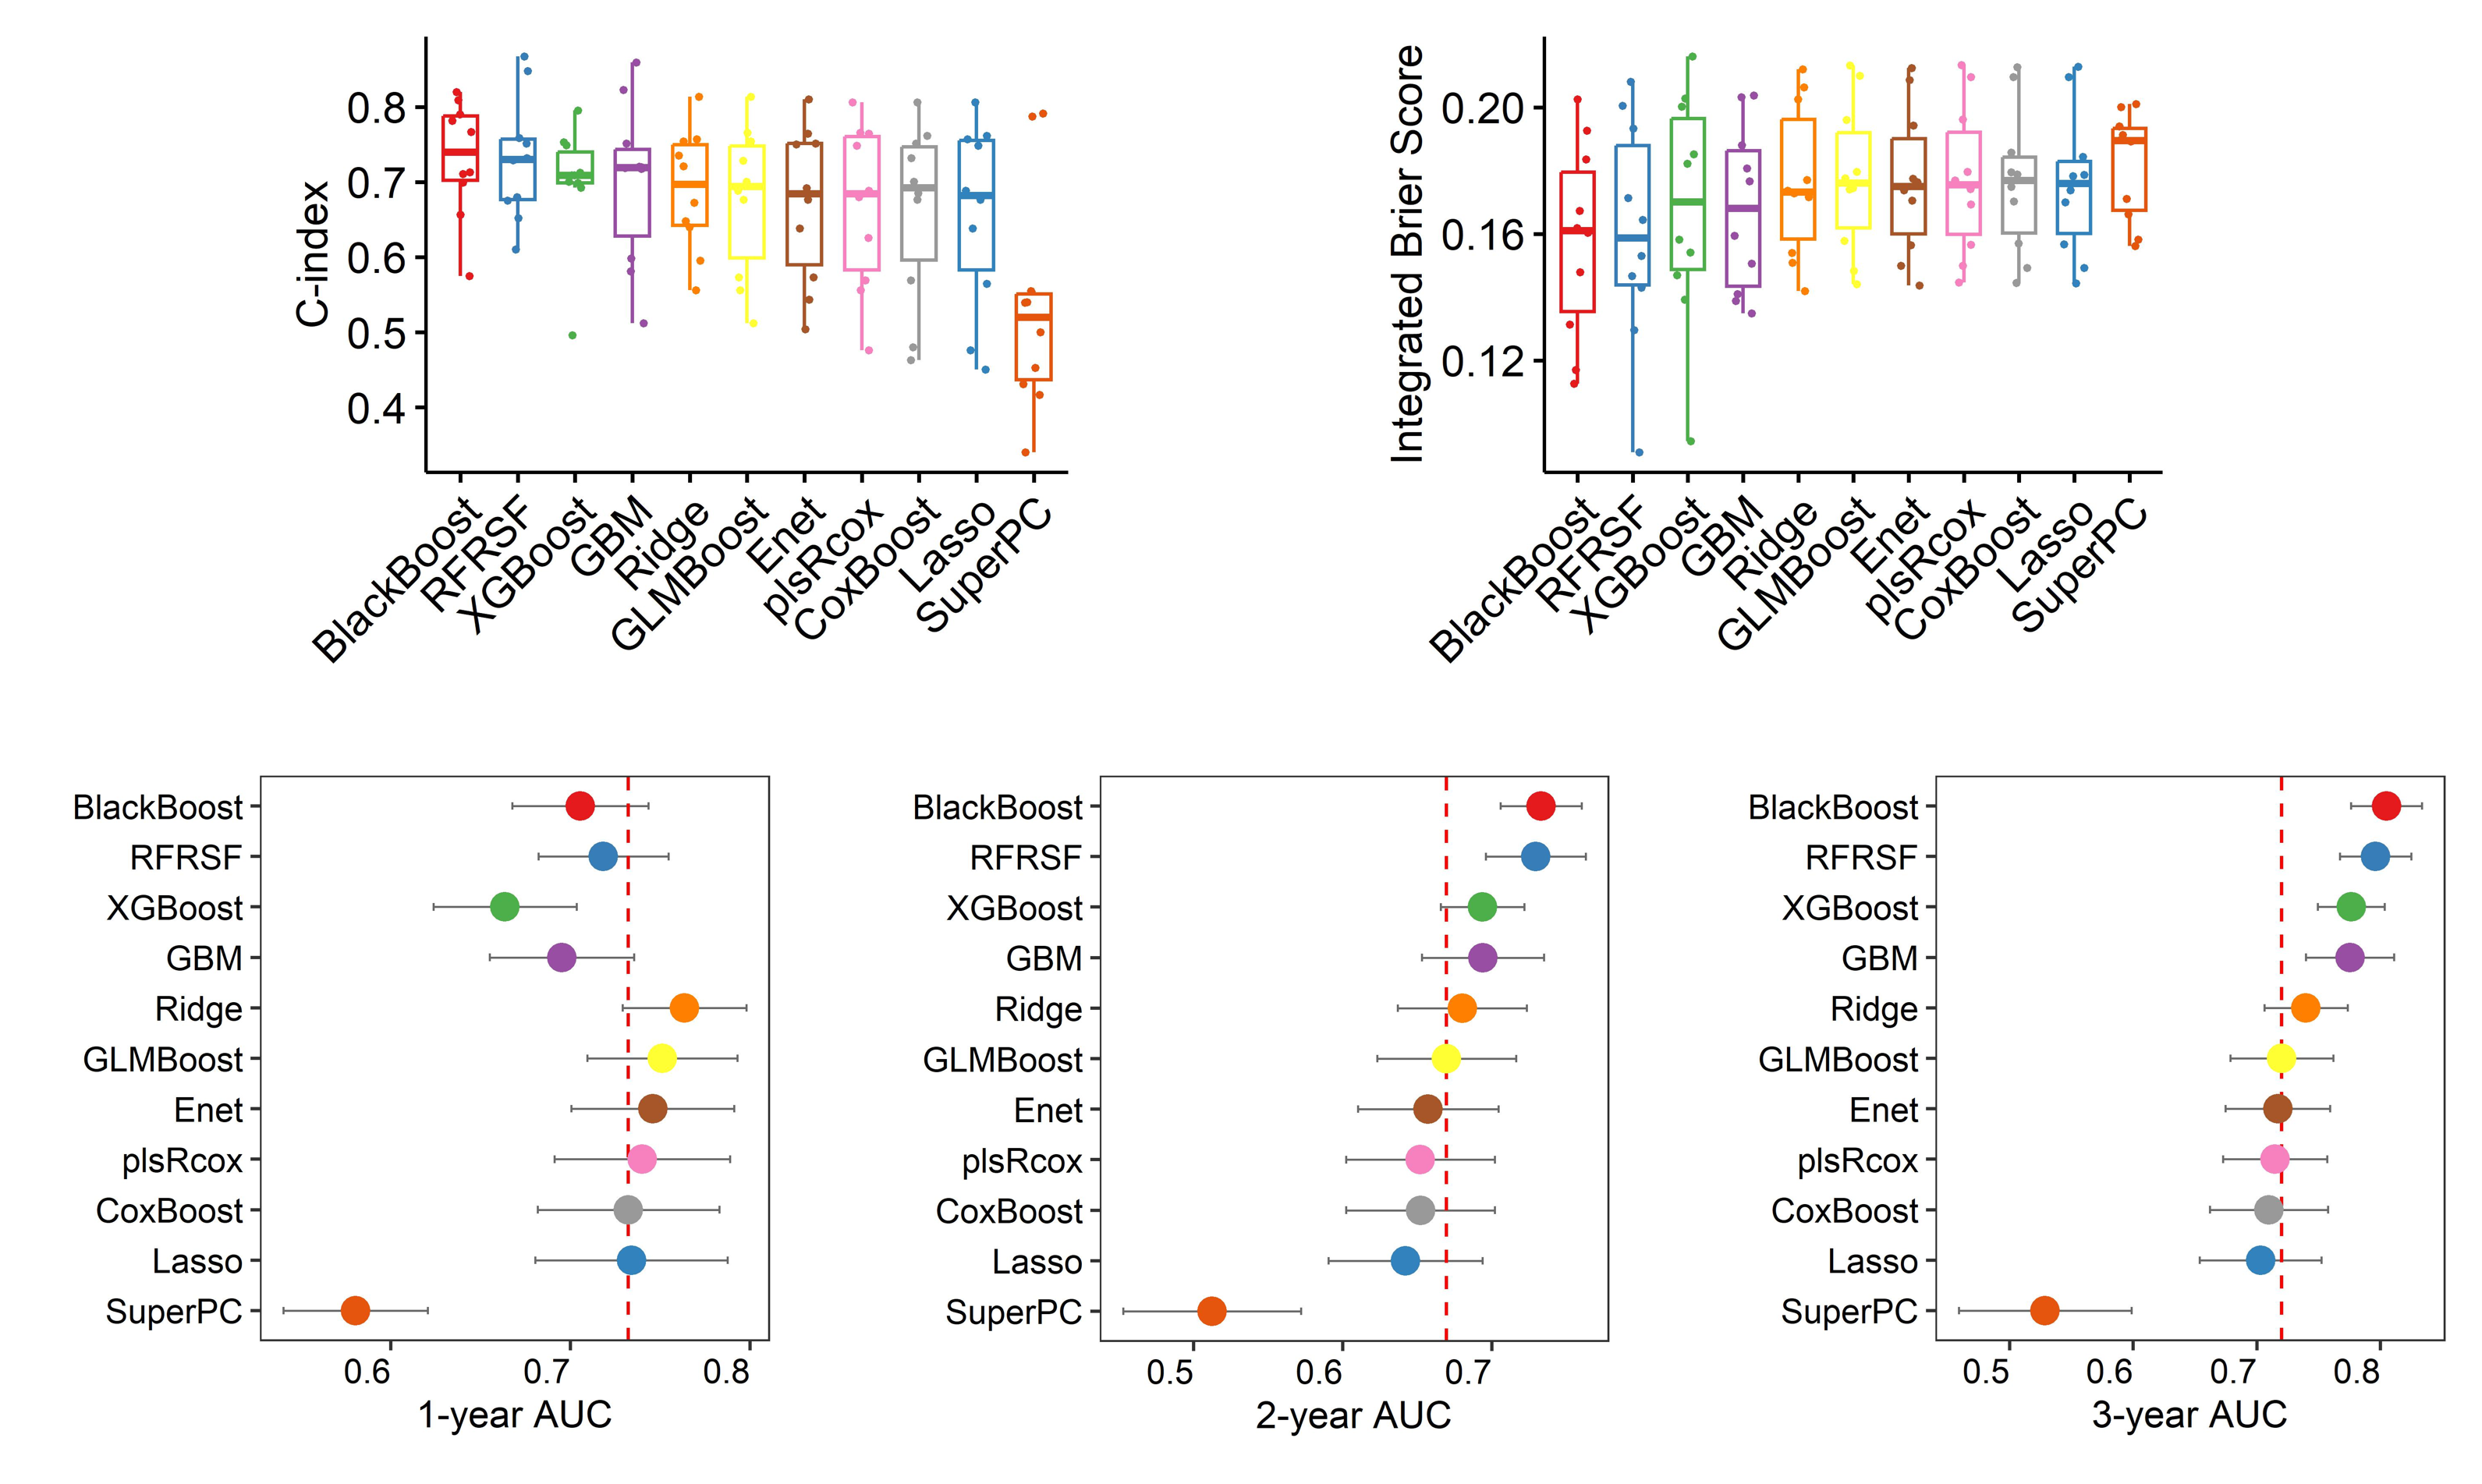 C-index
0.8
0.7
0.6
0.5
0.4
BlackBoost
RFRSF
XGBoost
GBM
Ridge
GLMBoost
Enet
plsRcox
CoxBoost
Lasso
SuperPC
Integrated Brier Score
0.20
0.16
0.12
BlackBoost
RFRSF
XGBoost
GBM
Ridge
GLMBoost
Enet
plsRcox
CoxBoost
Lasso
SuperPC
BlackBoost
RFRSF
XGBoost
GBM
Ridge
GLMBoost
Enet
plsRcox
CoxBoost
Lasso
SuperPC
0.6 0.7 0.8
1-year AUC
BlackBoost
RFRSF
XGBoost
GBM
Ridge
GLMBoost
Enet
plsRcox
CoxBoost
Lasso
SuperPC
0.5 0.6 0.7
2-year AUC
BlackBoost
RFRSF
XGBoost
GBM
Ridge
GLMBoost
Enet
plsRcox
CoxBoost
Lasso
SuperPC
0.5 0.6 0.7 0.8
3-year AUC